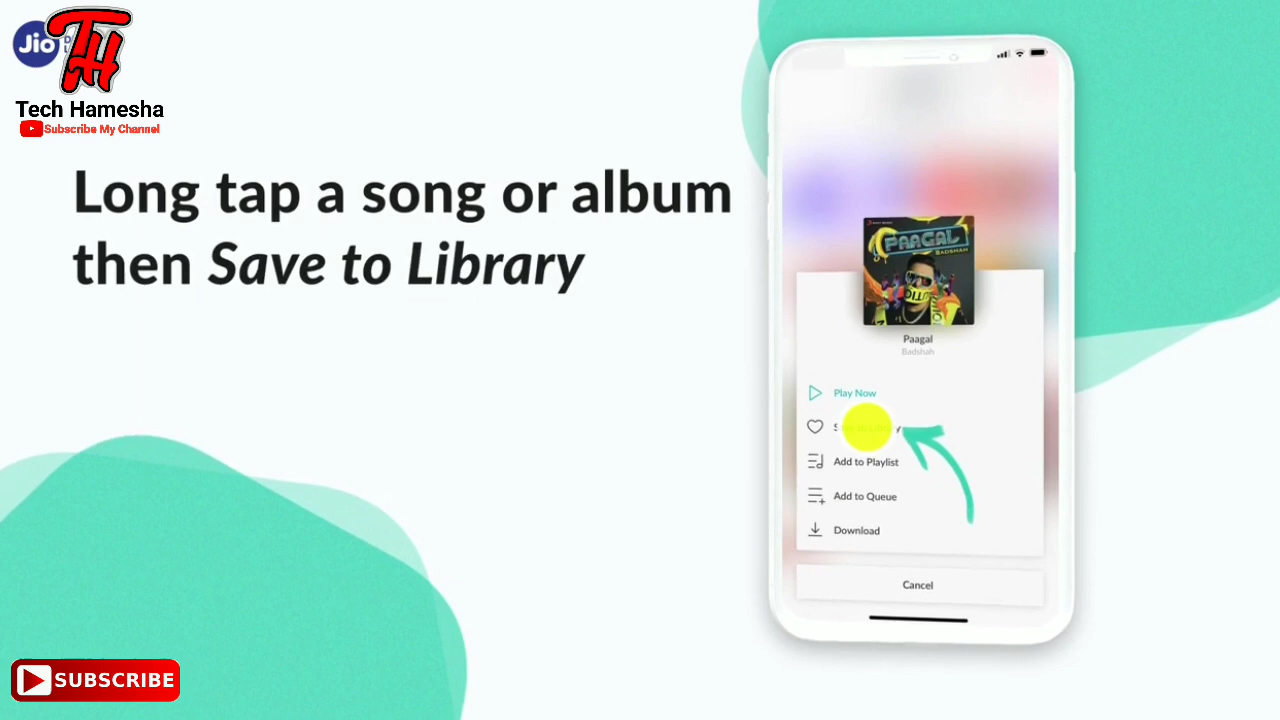 Jio
TH
Tech Hamesha
Subscribe My Channel
Long tap a song or album
then Save to Library
PAAGAL
BADSHAH
Paagal
Badshah
Play Now
Add to Playlist
Add to Queue
Download
Cancel
SUBSCRIBE